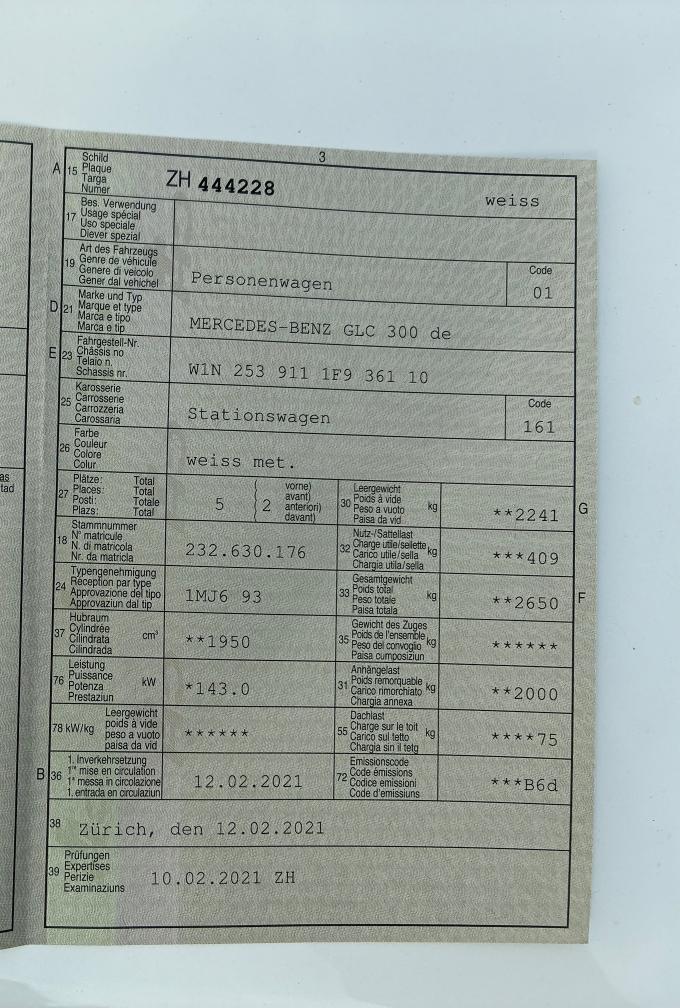 3
A 15 Schild
Plaque
Targa
Numer
ZH 444228 weiss
17 Bes. Verwendung
Usage spécial
Uso speciale
Diever spezial
19 Art des Fahrzeugs
Genre de véhicule
Genere di veicolo
Gener dal vehichel
Personenwagen
Code
01
D 21 Marke und Typ
Marque et type
Marca e tipo
Marca e tip
MERCEDES-BENZ GLC 300 de
E 23 Fahrgestell-Nr.
Châssis no
Telaio n.
Schassis nr.
W1N 253 911 1F9 361 10
25 Karosserie
Carrosserie
Carrozzeria
Carossaria
Stationswagen
Code
161
26 Farbe
Couleur
Colore
Colur
weiss met.
27 Plätze: Total
Places: Total
Posti: Totale
Plazs: Total
5 2 vorne)
avant)
anteriori)
davant)
30 Leergewicht
Poids à vide
Peso a vuoto
Paisa da vid
kg
**2241 G
18 Stammnummer
N° matricule
N. di matricola
Nr. da matricla
232.630.176
32 Nutz-/Sattellast
Charge utile/sellette
Carico utile/sella
Chargia utila/sella
kg
***409
24 Typengenehmigung
Réception par type
Approvazione del tipo
Approvaziun dal tip
1MJ6 93
33 Gesamtgewicht
Poids total
Peso totale
Paisa totala
kg
**2650 F
37 Hubraum
Cylindrée
Cilindrata
Cilindrada
cm³
**1950
35 Gewicht des Zuges
Poids de l'ensemble
Peso del convoglio
Paisa cumposiziun
kg
******
76 Leistung
Puissance
Potenza
Prestaziun
kW
*143.0
31 Anhängelast
Poids remorquable
Carico rimorchiato
Chargia annexa
kg
**2000
78 kW/kg Leergewicht
poids à vide
peso a vuoto
paisa da vid
******
55 Dachlast
Charge sur le toit
Carico sul tetto
Chargia sin il tetg
kg
****75
B 36 1. Inverkehrsetzung
1re mise en circulation
1a messa in circolazione
1. entrada en circulaziun
12.02.2021
72 Emissionscode
Code émissions
Codice emissioni
Code d'emissiuns
***B6d
38 Zürich, den 12.02.2021
39 Prüfungen
Expertises
Perizie
Examinaziuns
10.02.2021 ZH